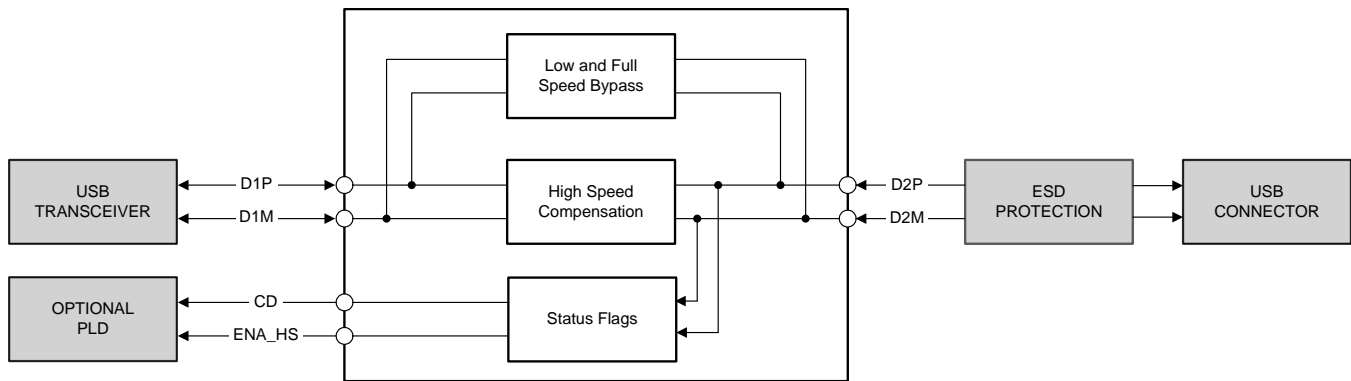 Low and Full
Speed Bypass
USB
TRANSCEIVER
D1P
D1M
High Speed
Compensation
D2P
D2M
ESD
PROTECTION
USB
CONNECTOR
OPTIONAL
PLD
CD
ENA_HS
Status Flags